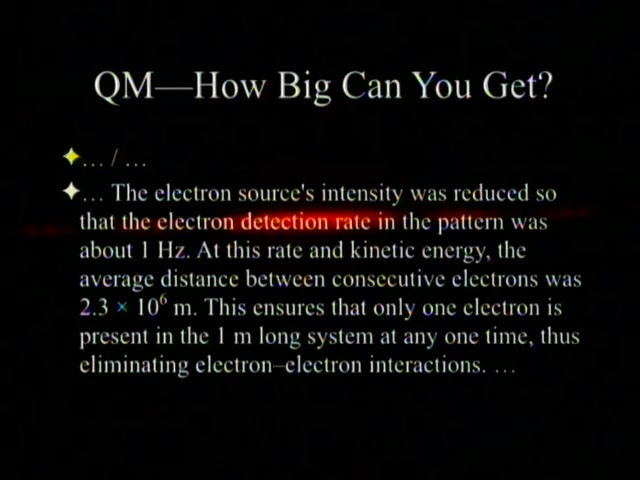 QM—How Big Can You Get?
… / …
… The electron source's intensity was reduced so
that the electron detection rate in the pattern was
about 1 Hz. At this rate and kinetic energy, the
average distance between consecutive electrons was
2.3 × 10⁶ m. This ensures that only one electron is
present in the 1 m long system at any one time, thus
eliminating electron–electron interactions. …